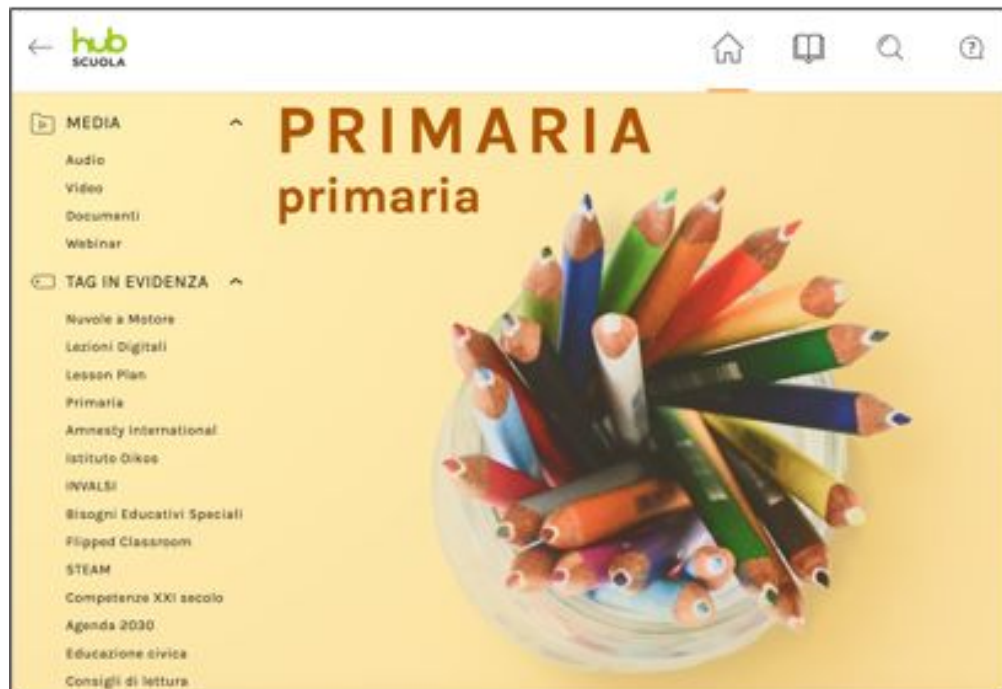 hub
SCUOLA
MEDIA
Audio
Video
Documenti
Webinar
TAG IN EVIDENZA
Nuvole a Motore
Lezioni Digitali
Lesson Plan
Primaria
Amnesty International
Istituto Oikos
INVALSI
Bisogni Educativi Speciali
Flipped Classroom
STEAM
Competenze XXI secolo
Agenda 2030
Educazione civica
Consigli di lettura
PRIMARIA
primaria